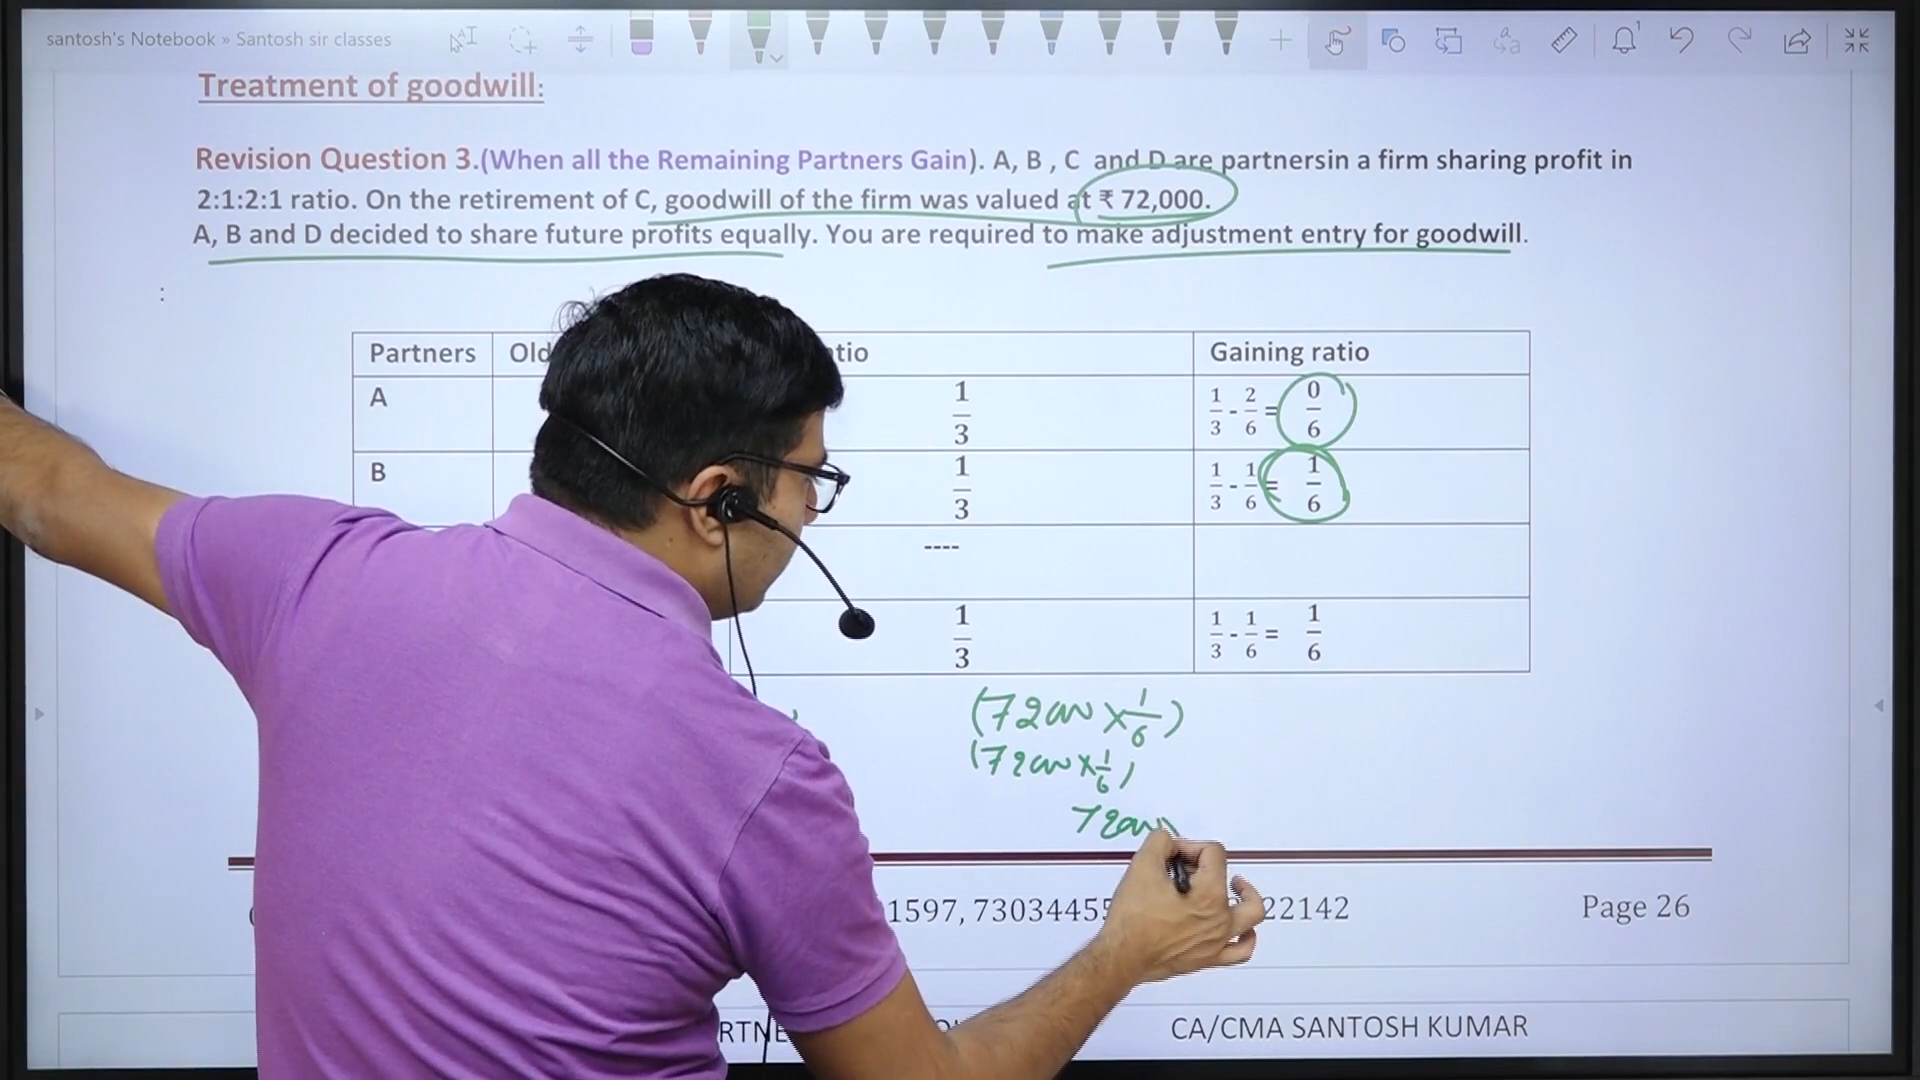 santosh's Notebook » Santosh sir classes
Treatment of goodwill:
Revision Question 3.(When all the Remaining Partners Gain). A, B , C and D are partnersin a firm sharing profit in
2:1:2:1 ratio. On the retirement of C, goodwill of the firm was valued at ₹ 72,000.
A, B and D decided to share future profits equally. You are required to make adjustment entry for goodwill.
:
Partners Old tio Gaining ratio
A 1/3 1/3 - 2/6 = 0/6
B 1/3 1/3 - 1/6 = 1/6
----
1/3 1/3 - 1/6 = 1/6
(72000 × 1/6)
(72000 × 1/6)
1597, 7303445 22142 Page 26
RTNE CA/CMA SANTOSH KUMAR